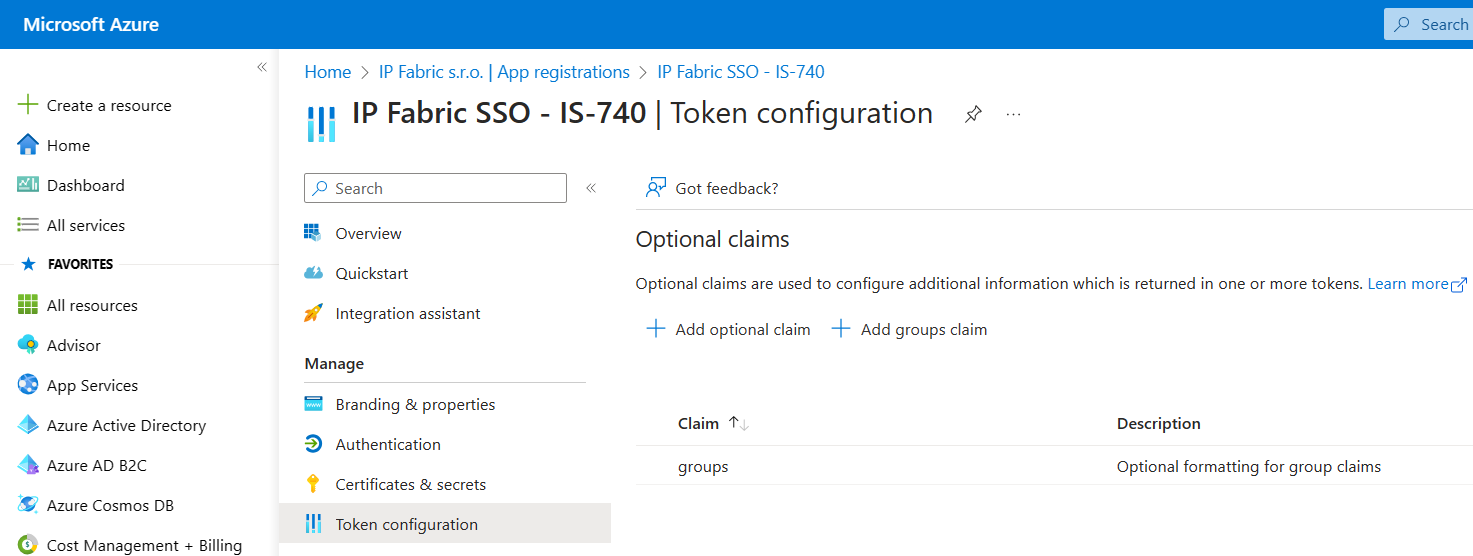 Microsoft Azure
Search
Create a resource
Home
Dashboard
All services
FAVORITES
All resources
Advisor
App Services
Azure Active Directory
Azure AD B2C
Azure Cosmos DB
Cost Management + Billing
Home > IP Fabric s.r.o. | App registrations > IP Fabric SSO - IS-740
IP Fabric SSO - IS-740 | Token configuration
Search
Overview
Quickstart
Integration assistant
Manage
Branding & properties
Authentication
Certificates & secrets
Token configuration
Got feedback?
Optional claims
Optional claims are used to configure additional information which is returned in one or more tokens. Learn more
Add optional claim Add groups claim
Claim Description
groups Optional formatting for group claims